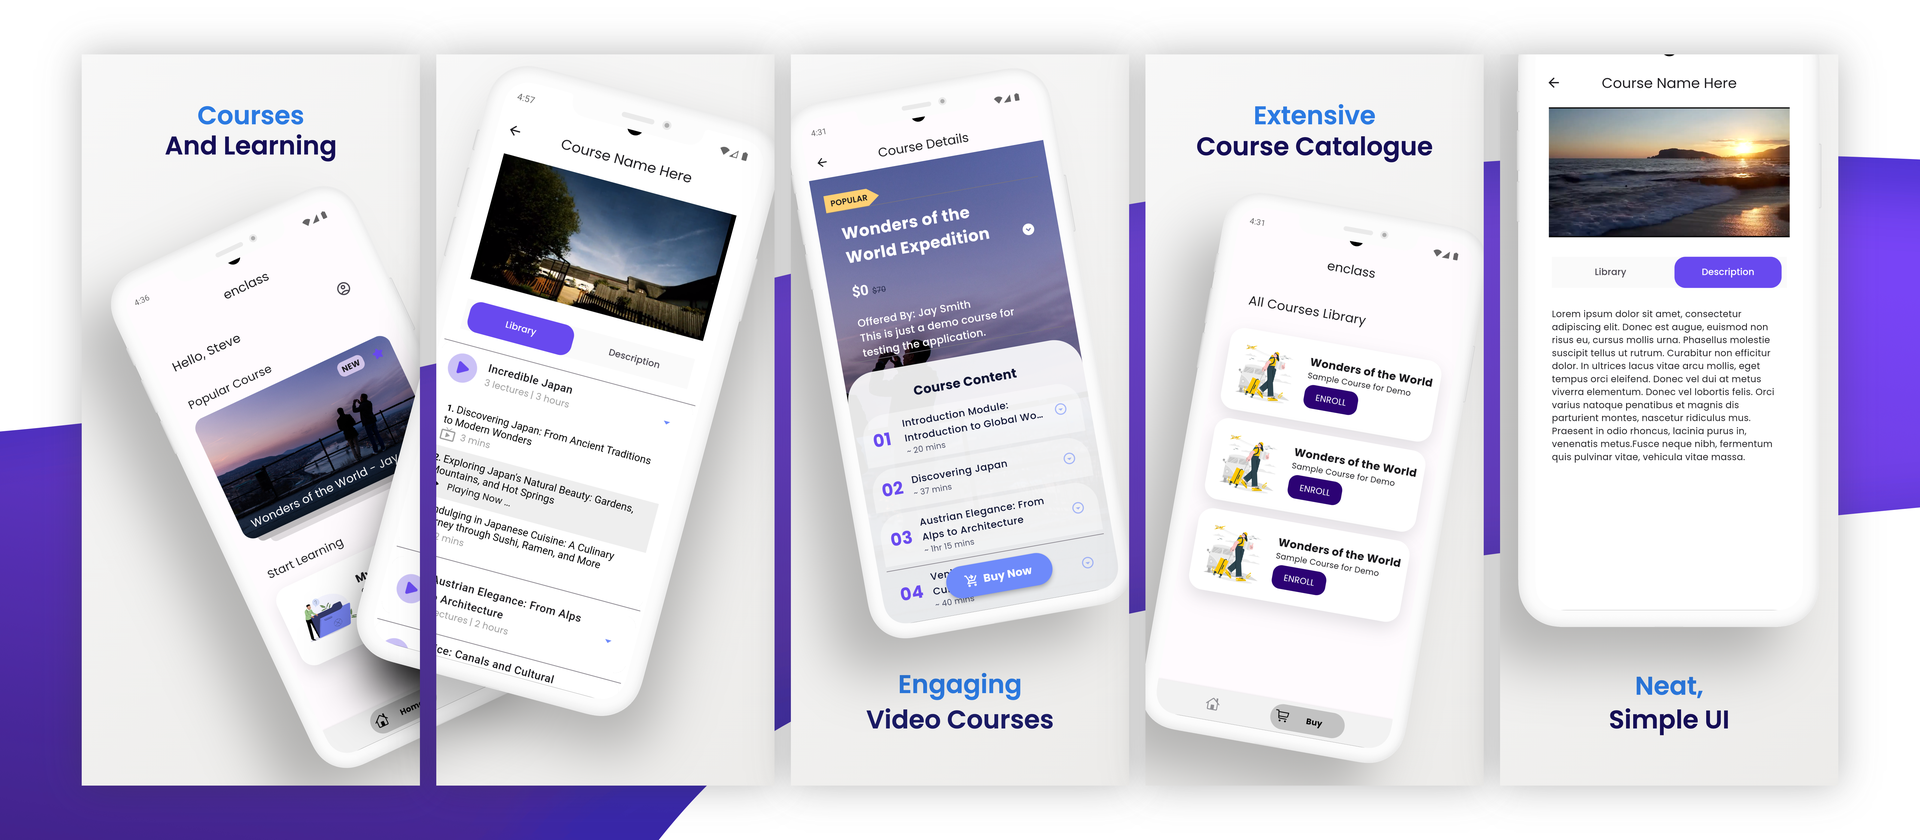 Courses
And Learning
4:36
enclass
Hello, Steve
Popular Course
NEW
Wonders of the World - Jay
Start Learning
Home
4:57
Course Name Here
Library
Description
Incredible Japan
3 lectures | 3 hours
1. Discovering Japan: From Ancient Traditions
to Modern Wonders
3 mins
2. Exploring Japan's Natural Beauty: Gardens,
Mountains, and Hot Springs
Playing Now ...
ndulging in Japanese Cuisine: A Culinary
rney through Sushi, Ramen, and More
2 mins
Austrian Elegance: From Alps
Architecture
ectures | 2 hours
ice: Canals and Cultural
4:31
Course Details
POPULAR
Wonders of the
World Expedition
$0 $70
Offered By: Jay Smith
This is just a demo course for
testing the application.
Course Content
01
Introduction Module:
Introduction to Global Wo...
~ 20 mins
02
Discovering Japan
~ 37 mins
03
Austrian Elegance: From
Alps to Architecture
~ 1hr 15 mins
04
Ven
Cu
~ 40 mins
Buy Now
Engaging
Video Courses
Extensive
Course Catalogue
4:31
enclass
All Courses Library
Wonders of the World
Sample Course for Demo
ENROLL
Wonders of the World
Sample Course for Demo
ENROLL
Wonders of the World
Sample Course for Demo
ENROLL
Buy
Course Name Here
Library
Description
Lorem ipsum dolor sit amet, consectetur
adipiscing elit. Donec est augue, euismod non
risus eu, cursus mollis urna. Phasellus molestie
suscipit tellus ut rutrum. Curabitur non efficitur
dolor. In ultrices lacus vitae arcu mollis, eget
tempus orci eleifend. Donec vel dui at metus
viverra elementum. Donec vel lobortis felis. Orci
varius natoque penatibus et magnis dis
parturient montes, nascetur ridiculus mus.
Praesent in odio rhoncus, lacinia purus in,
venenatis metus.Fusce neque nibh, fermentum
quis pulvinar vitae, vehicula vitae massa.
Neat,
Simple UI